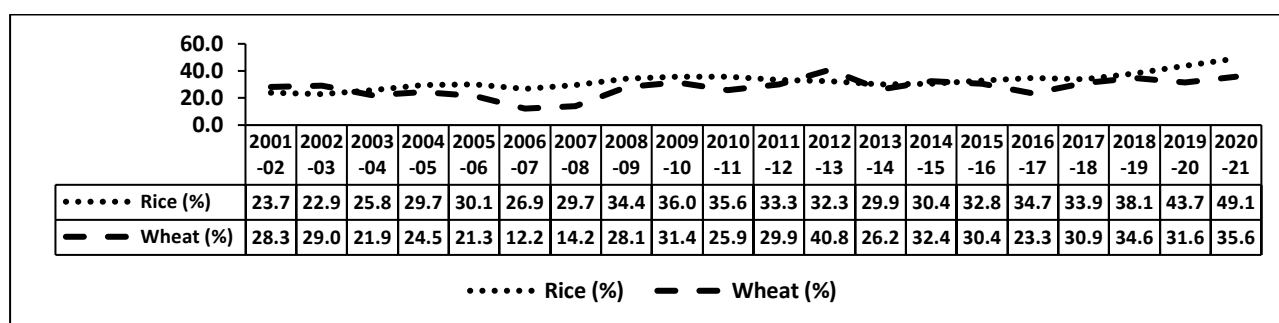 60.0
40.0
20.0
0.0
2001 2002 2003 2004 2005 2006 2007 2008 2009 2010 2011 2012 2013 2014 2015 2016 2017 2018 2019 2020
-02 -03 -04 -05 -06 -07 -08 -09 -10 -11 -12 -13 -14 -15 -16 -17 -18 -19 -20 -21
Rice (%) 23.7 22.9 25.8 29.7 30.1 26.9 29.7 34.4 36.0 35.6 33.3 32.3 29.9 30.4 32.8 34.7 33.9 38.1 43.7 49.1
Wheat (%) 28.3 29.0 21.9 24.5 21.3 12.2 14.2 28.1 31.4 25.9 29.9 40.8 26.2 32.4 30.4 23.3 30.9 34.6 31.6 35.6
Rice (%) Wheat (%)